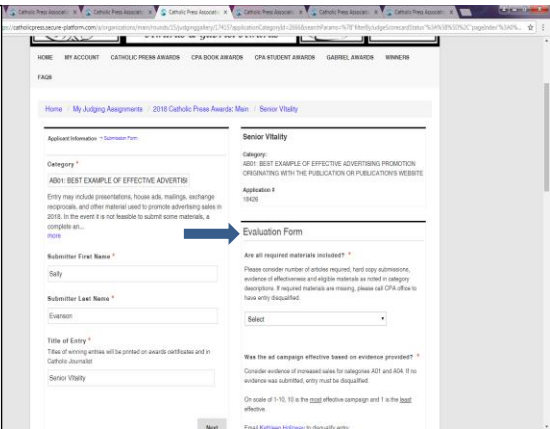 Catholic Press Associati
Catholic Press Associati
Catholic Press Associati
Catholic Press Associati
Catholic Press Associati
Catholic Press Associati
HOME MY ACCOUNT CATHOLIC PRESS AWARDS CPA BOOK AWARDS CPA STUDENT AWARDS GABRIEL AWARDS WINNERS
FAQS
Home / My Judging Assignments / 2018 Catholic Press Awards: Main / Senior Vitality
Applicant Information - Submission Form
Category *
AB01: BEST EXAMPLE OF EFFECTIVE ADVERTISI
Entry may include presentations, house ads, mailings, exchange
reciprocals, and other material used to promote advertising sales in
2018. In the event it is not feasible to submit some materials, a
complete an...
more
Submitter First Name *
Sally
Submitter Last Name *
Evanson
Title of Entry *
Titles of winning entries will be printed on awards certificates and in
Catholic Journalist
Senior Vitality
Next
Senior Vitality
Category:
AB01: BEST EXAMPLE OF EFFECTIVE ADVERTISING PROMOTION
ORIGINATING WITH THE PUBLICATION OR PUBLICATION'S WEBSITE
Application #
18426
Evaluation Form
Are all required materials included? *
Please consider number of articles required, hard copy submissions,
evidence of effectiveness and eligible materials as noted in category
descriptions. If required materials are missing, please call CPA office to
have entry disqualified.
Select
Was the ad campaign effective based on evidence provided? *
Consider evidence of increased sales for categories A01 and A04. If no
evidence was submitted, entry must be disqualified.
On scale of 1-10, 10 is the most effective campaign and 1 is the least
effective.
Email Kathleen Holloway to disqualify entry